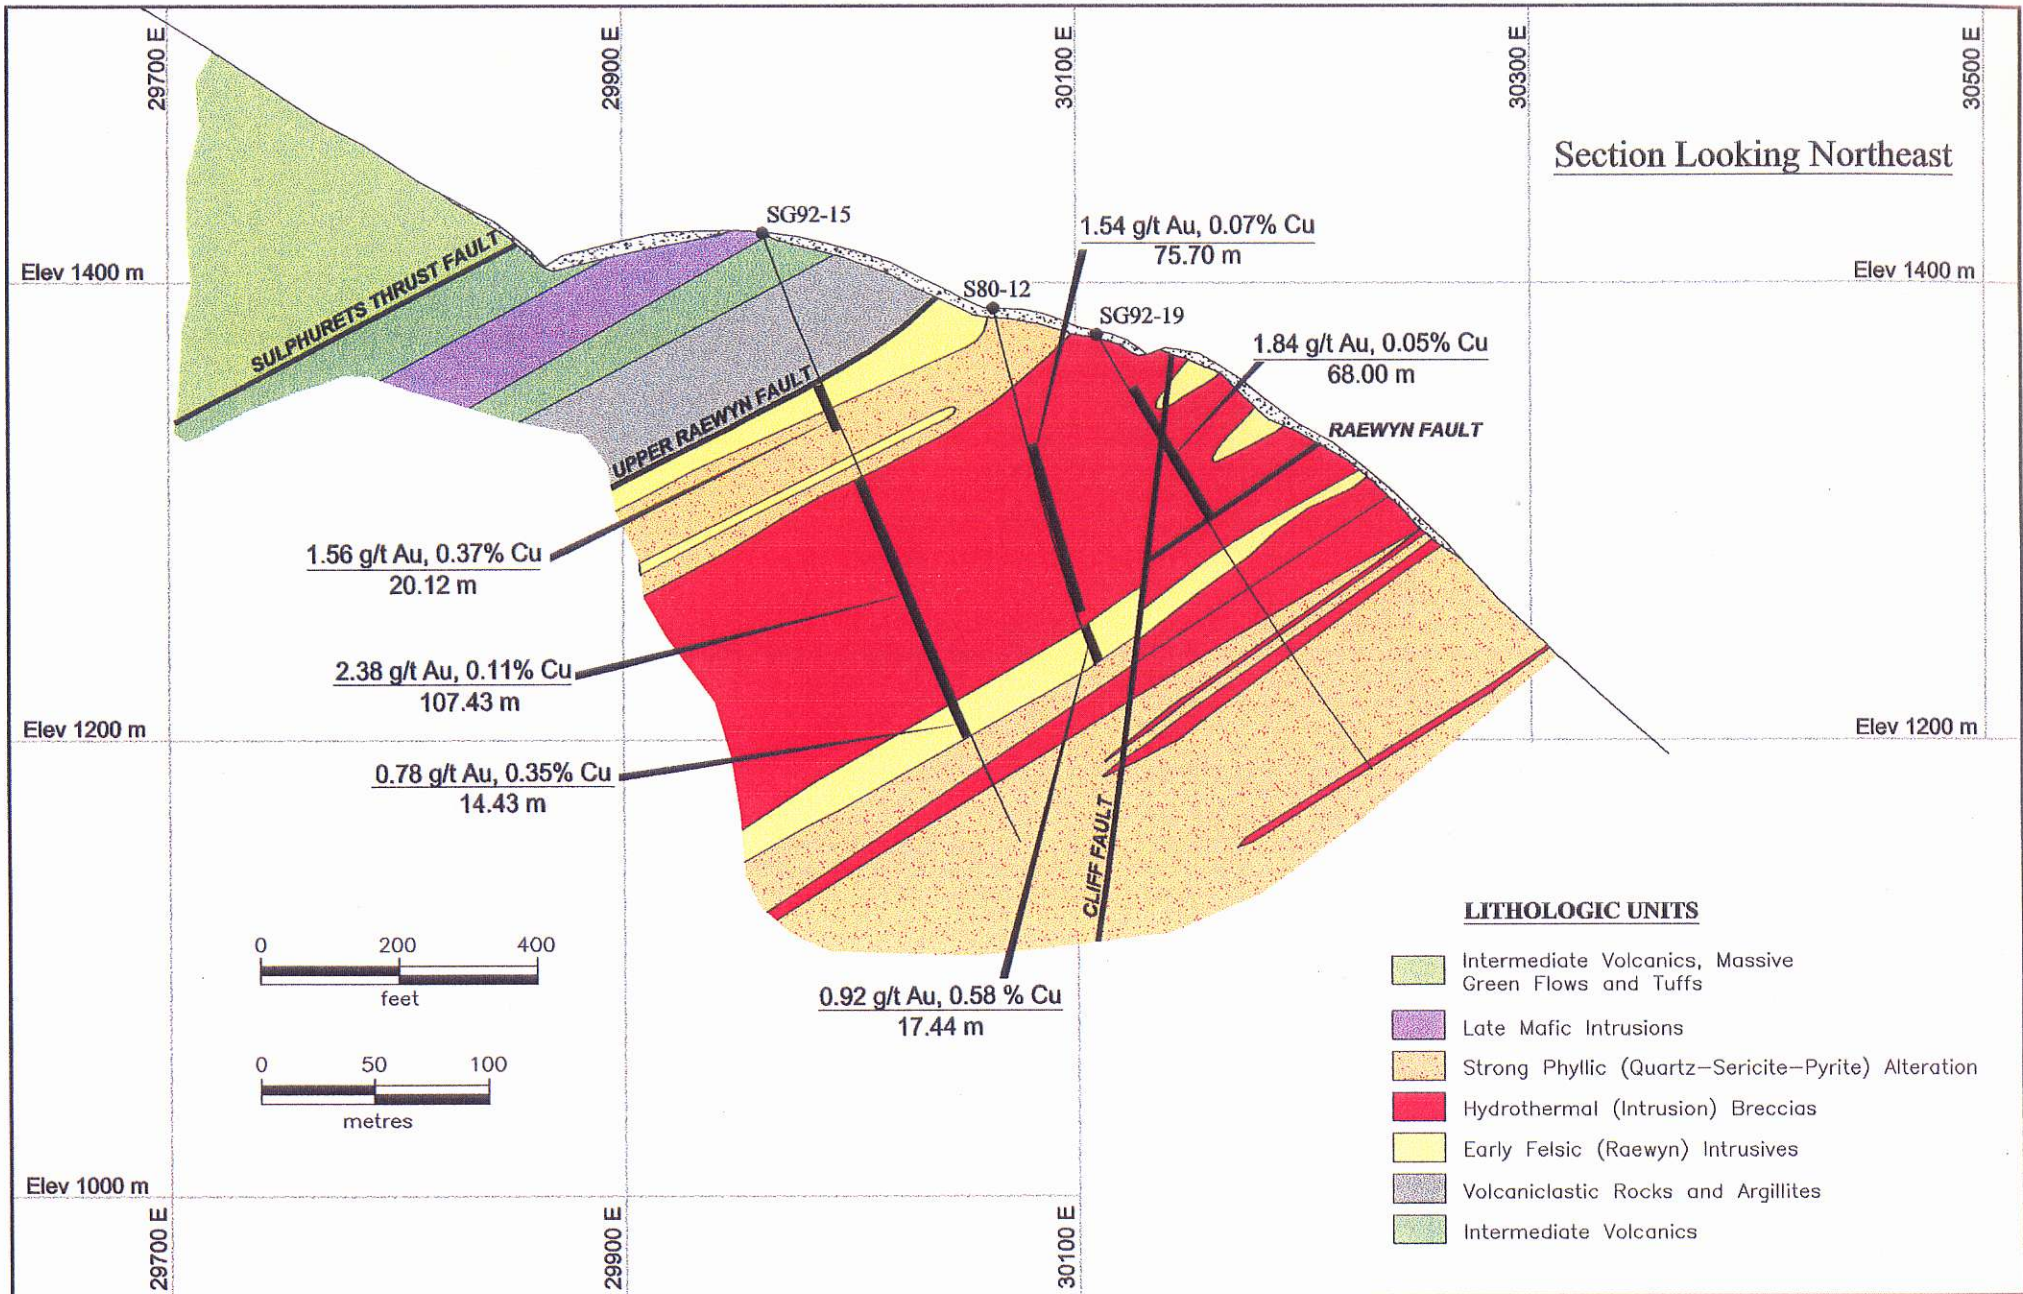 29700 E
29900 E
30100 E
30300 E
30500 E
Section Looking Northeast
SG92-15
1.54 g/t Au, 0.07% Cu
75.70 m
SULPHURETS THRUST FAULT
Elev 1400 m
Elev 1400 m
S80-12
SG92-19
1.84 g/t Au, 0.05% Cu
68.00 m
UPPER RAEWYN FAULT
RAEWYN FAULT
1.56 g/t Au, 0.37% Cu
20.12 m
2.38 g/t Au, 0.11% Cu
107.43 m
Elev 1200 m
Elev 1200 m
0.78 g/t Au, 0.35% Cu
14.43 m
CLIFF FAULT
0.92 g/t Au, 0.58 % Cu
17.44 m
0 200 400
feet
0 50 100
metres
LITHOLOGIC UNITS
Intermediate Volcanics, Massive
Green Flows and Tuffs
Late Mafic Intrusions
Strong Phyllic (Quartz-Sericite-Pyrite) Alteration
Hydrothermal (Intrusion) Breccias
Early Felsic (Raewyn) Intrusives
Volcaniclastic Rocks and Argillites
Intermediate Volcanics
Elev 1000 m
29700 E
29900 E
30100 E